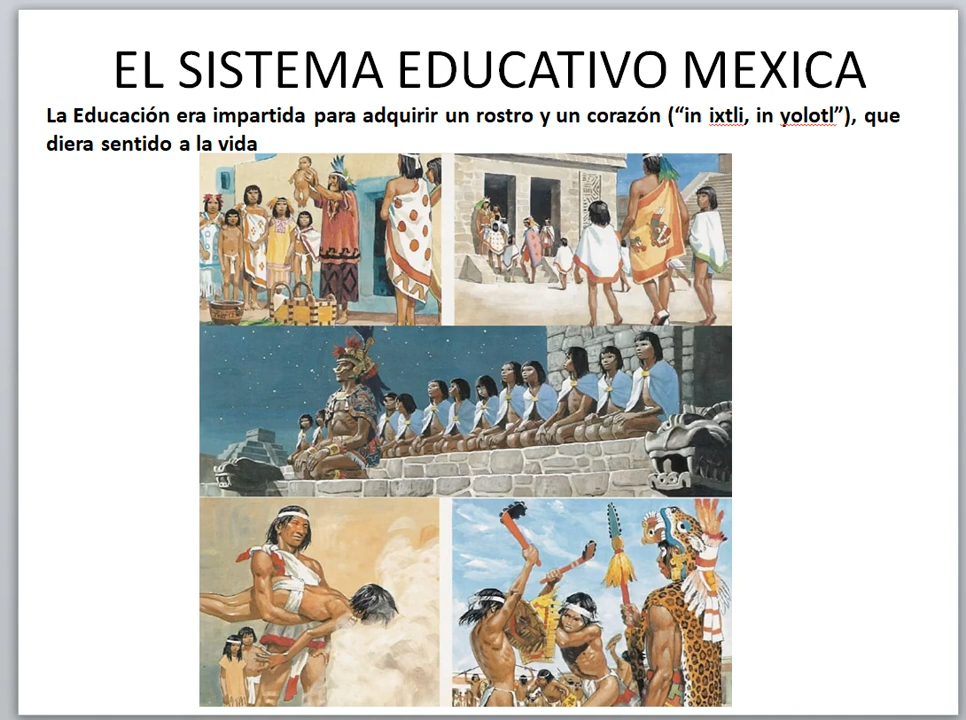 EL SISTEMA EDUCATIVO MEXICA
La Educación era impartida para adquirir un rostro y un corazón (“in ixtli, in yolotl”), que
diera sentido a la vida